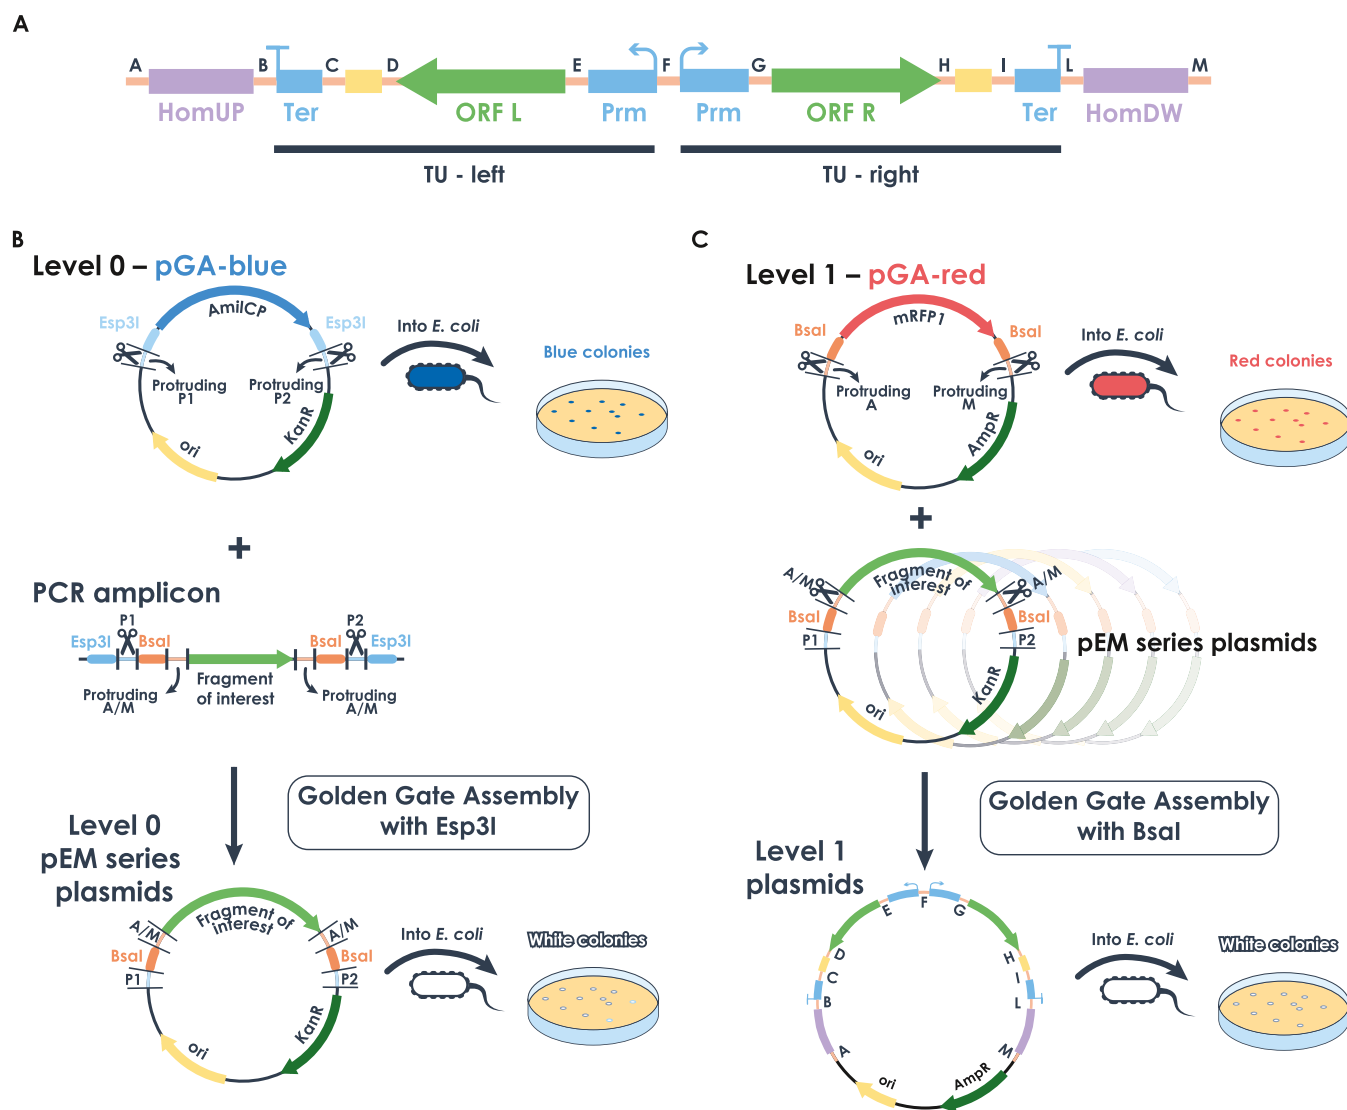 A
A B C D E F G H I L M
HomUP Ter ORF L Prm Prm ORF R Ter HomDW
TU - left TU - right
B
Level 0 – pGA-blue
AmilCP
Esp3I Esp3I
Protruding
P1
Protruding
P2
KanR
ori
Into E. coli
Blue colonies
+
PCR amplicon
P1 P2
Esp3I BsaI BsaI Esp3I
Protruding
A/M
Fragment
of interest
Protruding
A/M
Golden Gate Assembly
with Esp3I
Level 0
pEM series
plasmids
Fragment of
interest
A/M A/M
BsaI BsaI
P1 P2
KanR
ori
Into E. coli
White colonies
C
Level 1 – pGA-red
mRFP1
BsaI BsaI
Protruding
A
Protruding
M
AmpR
ori
Into E. coli
Red colonies
+
A/M A/M
Fragment of
interest
BsaI BsaI
P1 P2
pEM series plasmids
KanR
ori
Golden Gate Assembly
with BsaI
Level 1
plasmids
E F G
D H
C I
B L
A M
ori AmpR
Into E. coli
White colonies